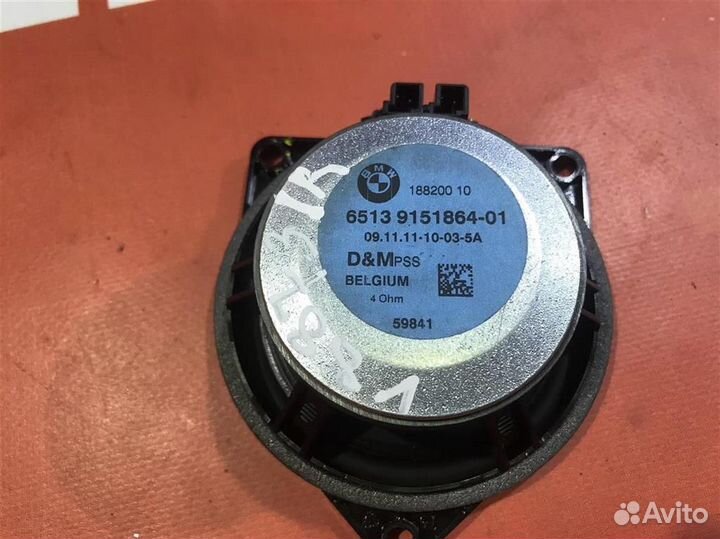 BMW
188200 10
6513 9151864-01
09.11.11-10-03-5A
D&MPSS
BELGIUM
4 Ohm
59841
Avito